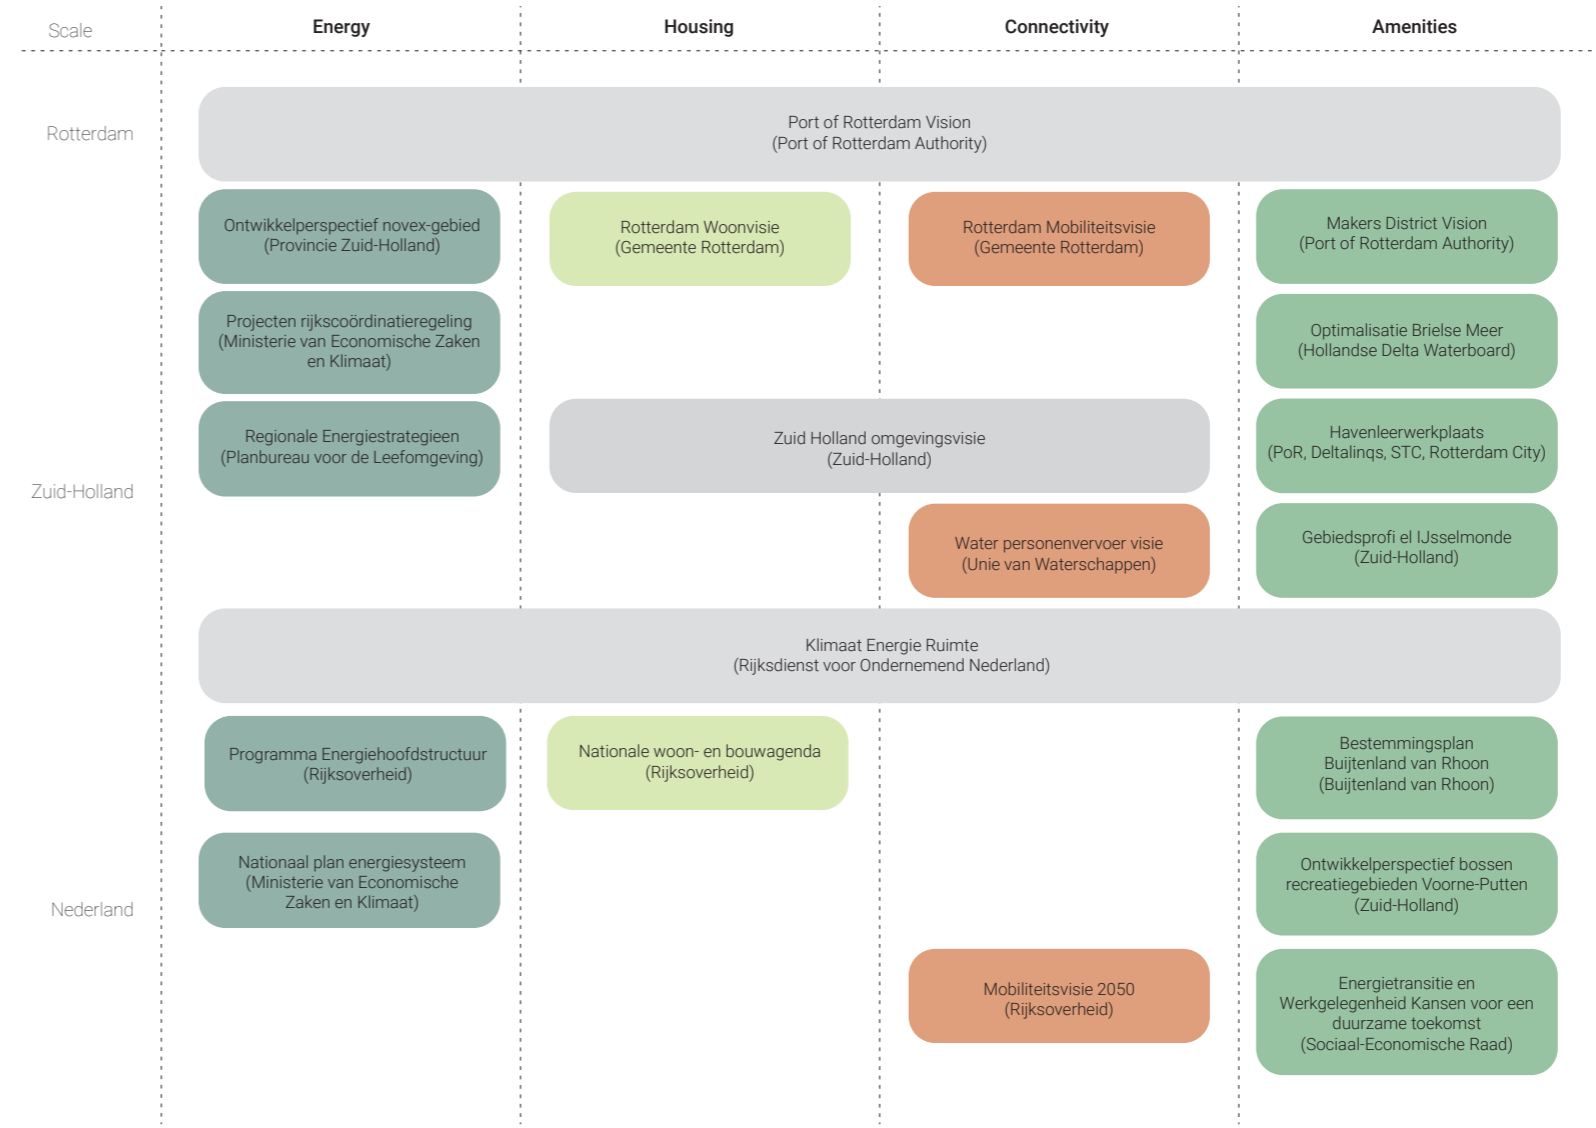 Scale
Energy
Housing
Connectivity
Amenities
Rotterdam
Port of Rotterdam Vision
(Port of Rotterdam Authority)
Ontwikkelperspectief novex-gebied
(Provincie Zuid-Holland)
Rotterdam Woonvisie
(Gemeente Rotterdam)
Rotterdam Mobiliteitsvisie
(Gemeente Rotterdam)
Makers District Vision
(Port of Rotterdam Authority)
Projecten rijkscoördinatieregeling
(Ministerie van Economische Zaken
en Klimaat)
Optimalisatie Brielse Meer
(Hollandse Delta Waterboard)
Zuid-Holland
Regionale Energiestrategieen
(Planbureau voor de Leefomgeving)
Zuid Holland omgevingsvisie
(Zuid-Holland)
Havenleerwerkplaats
(PoR, Deltalinqs, STC, Rotterdam City)
Water personenvervoer visie
(Unie van Waterschappen)
Gebiedsprofi el IJsselmonde
(Zuid-Holland)
Klimaat Energie Ruimte
(Rijksdienst voor Ondernemend Nederland)
Nederland
Programma Energiehoofdstructuur
(Rijksoverheid)
Nationale woon- en bouwagenda
(Rijksoverheid)
Bestemmingsplan
Buijtenland van Rhoon
(Buijtenland van Rhoon)
Nationaal plan energiesysteem
(Ministerie van Economische
Zaken en Klimaat)
Ontwikkelperspectief bossen
recreatiegebieden Voorne-Putten
(Zuid-Holland)
Mobiliteitsvisie 2050
(Rijksoverheid)
Energietransitie en
Werkgelegenheid Kansen voor een
duurzame toekomst
(Sociaal-Economische Raad)